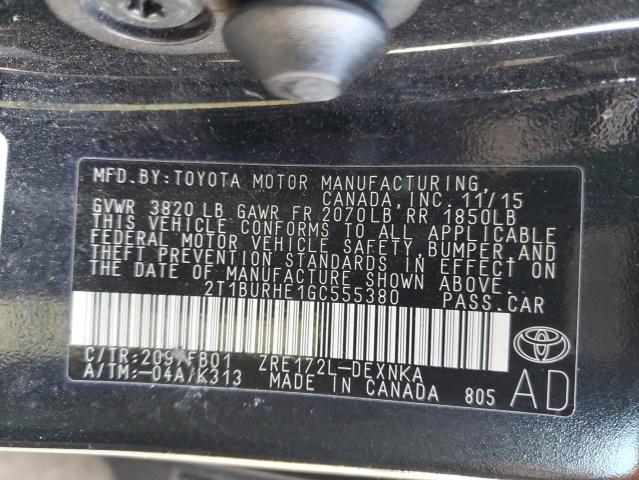 MFD.BY:TOYOTA MOTOR MANUFACTURING,
CANADA, INC. 11/15
GVWR 3820 LB GAWR FR 2070LB RR 1850LB
THIS VEHICLE CONFORMS TO ALL APPLICABLE
FEDERAL MOTOR VEHICLE SAFETY, BUMPER, AND
THEFT PREVENTION STANDARDS IN EFFECT ON
THE DATE OF MANUFACTURE SHOWN ABOVE.
2T1BURHE1GC555380 PASS.CAR
C/TR:209/FB01 ZRE172L-DEXNKA
A/TM:-04A/K313 MADE IN CANADA 805
AD